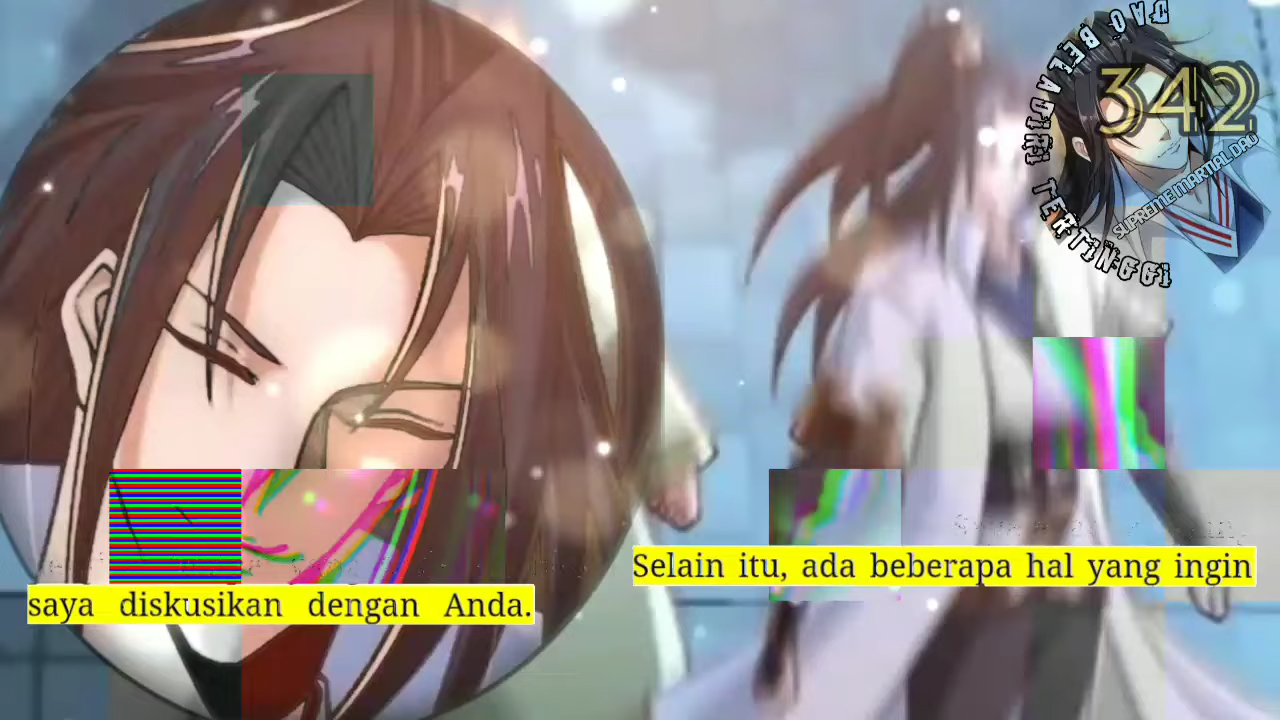 DAO BELADIRI TERTINGGI
342
SUPREME MARTIAL DAO
Selain itu, ada beberapa hal yang ingin
saya diskusikan dengan Anda.